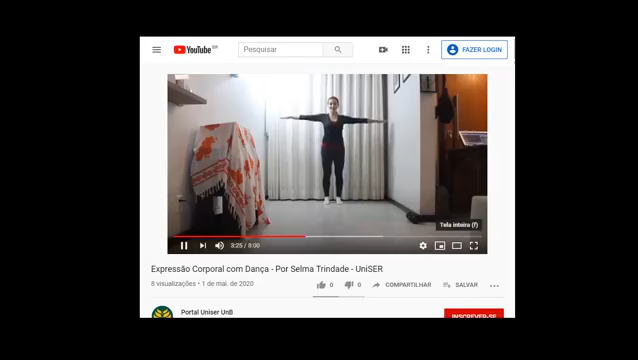 YouTube BR
Pesquisar
FAZER LOGIN
Tela inteira (f)
3:25 / 8:00
Expressão Corporal com Dança - Por Selma Trindade - UniSER
8 visualizações • 1 de mai. de 2020
0
0
COMPARTILHAR
SALVAR
Portal Uniser UnB
INSCREVER-SE